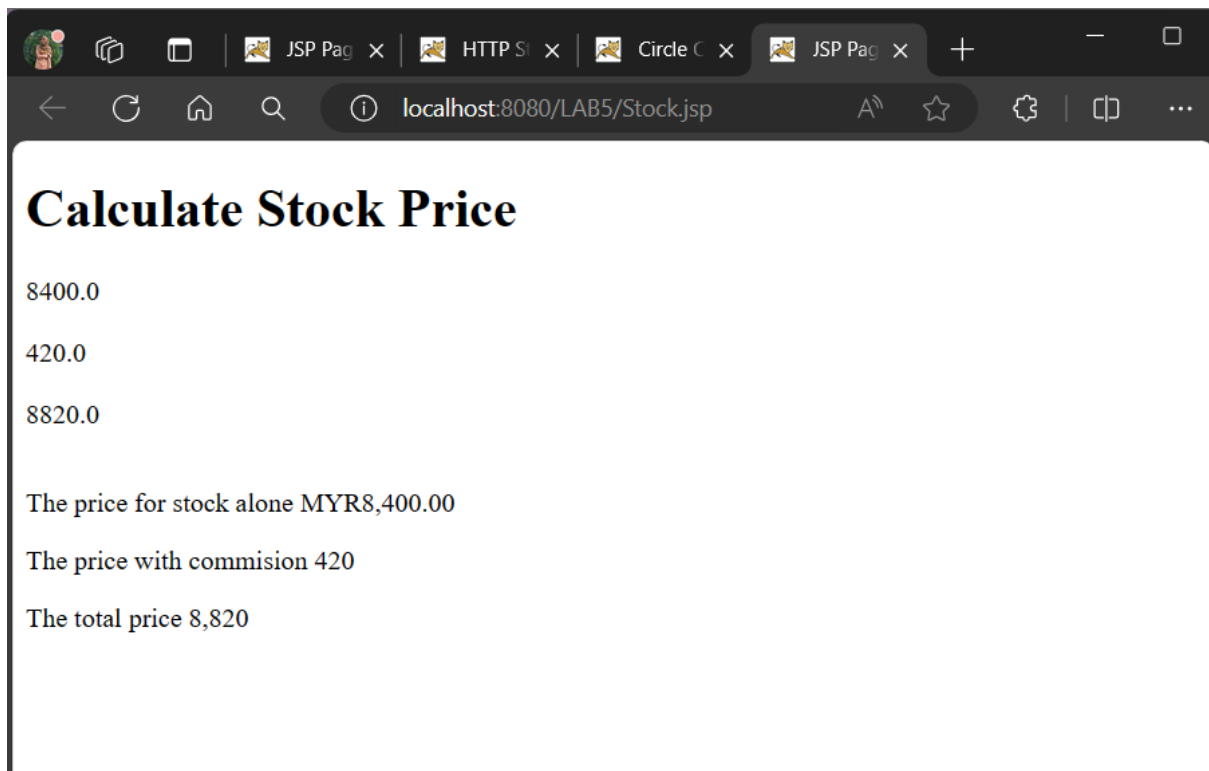 JSP Pag
HTTP St
Circle C
JSP Pag
localhost:8080/LAB5/Stock.jsp
Calculate Stock Price
8400.0
420.0
8820.0
The price for stock alone MYR8,400.00
The price with commision 420
The total price 8,820